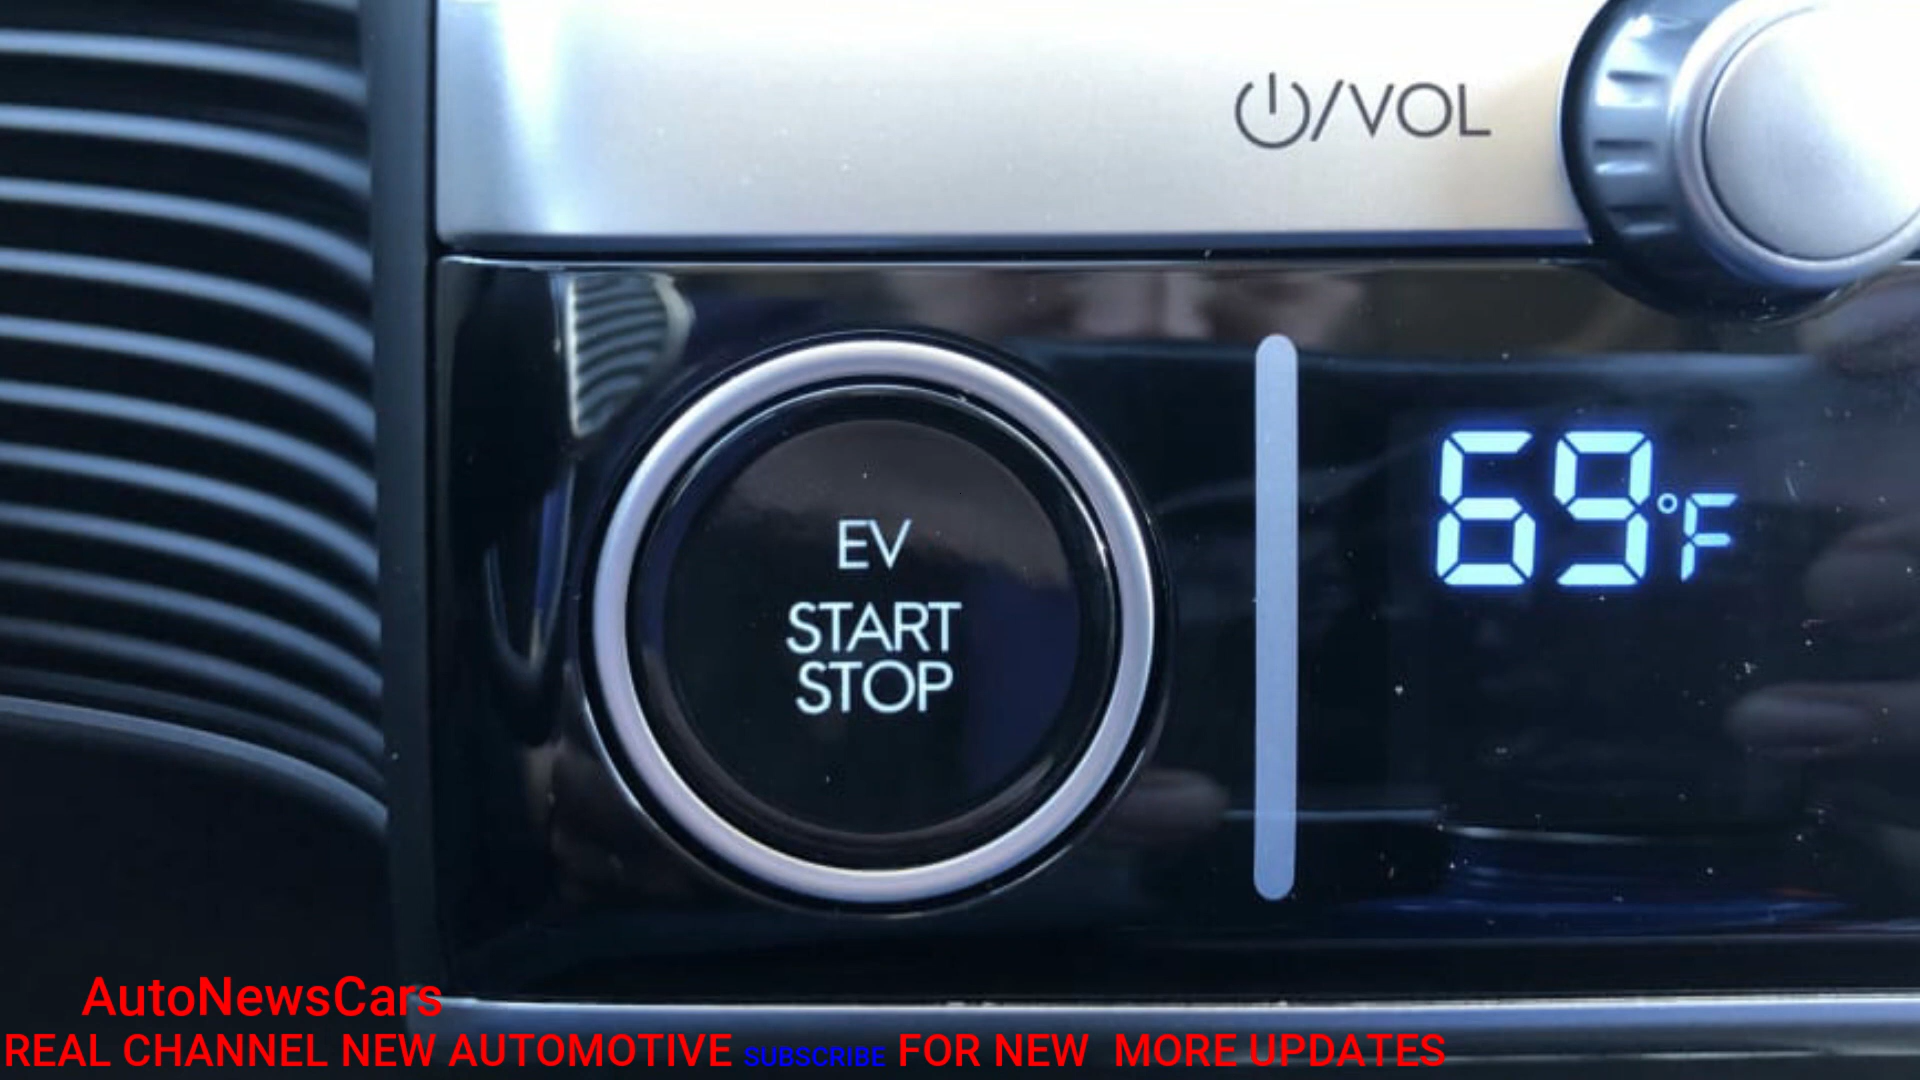 /VOL
69°F
EV
START
STOP
AutoNewsCars
REAL CHANNEL NEW AUTOMOTIVE SUBSCRIBE FOR NEW MORE UPDATES